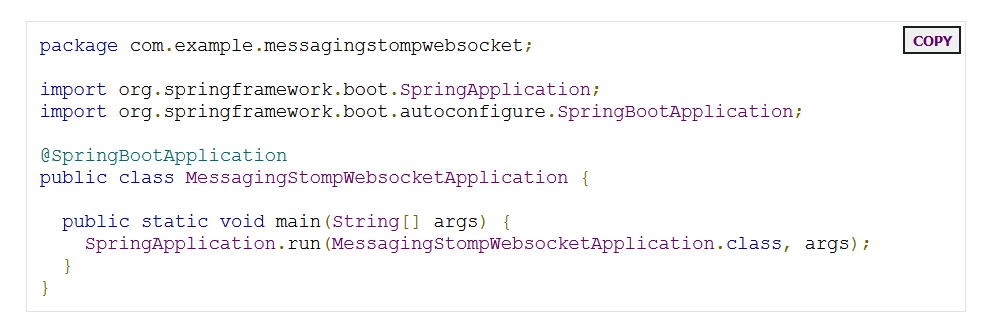 COPY
package com.example.messagingstompwebsocket;
import org.springframework.boot.SpringApplication;
import org.springframework.boot.autoconfigure.SpringBootApplication;
@SpringBootApplication
public class MessagingStompWebsocketApplication {
  public static void main(String[] args) {
    SpringApplication.run(MessagingStompWebsocketApplication.class, args);
  }
}